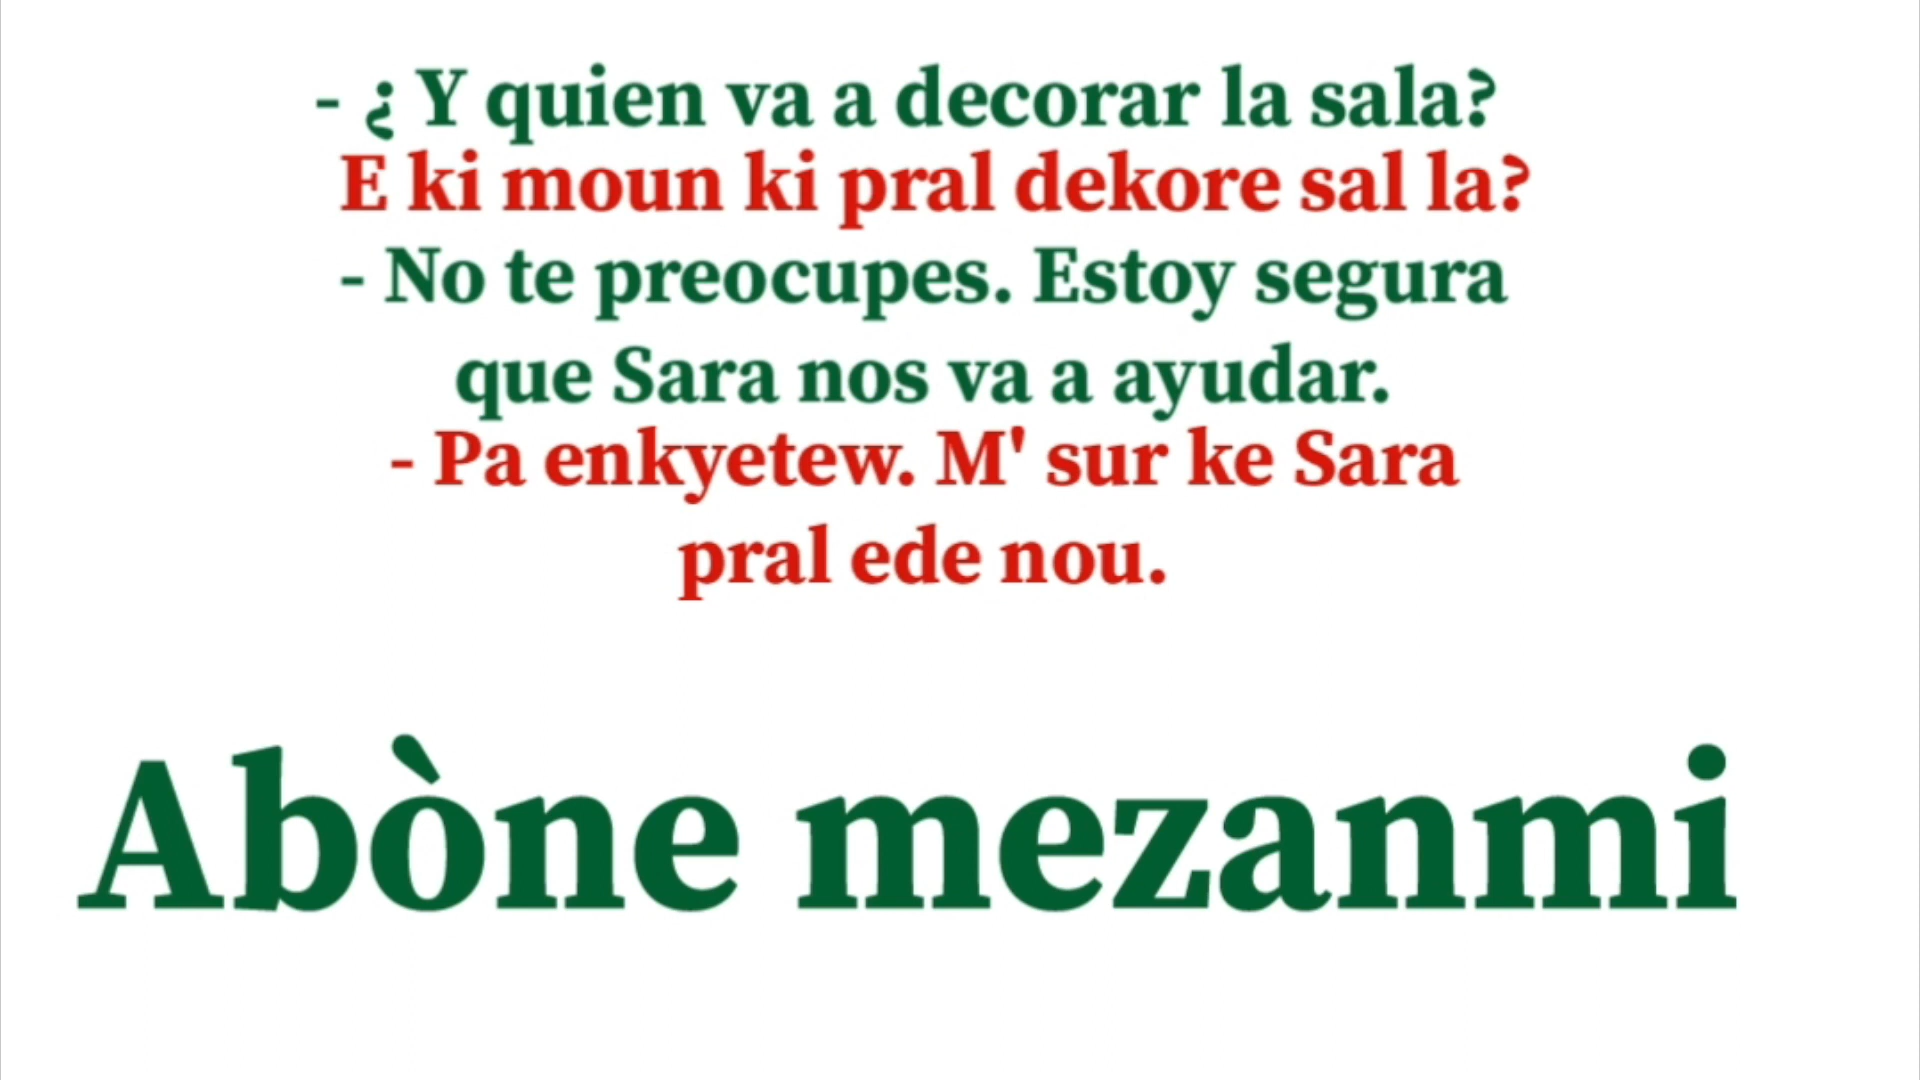 - ¿ Y quien va a decorar la sala?
E ki moun ki pral dekore sal la?
- No te preocupes. Estoy segura
que Sara nos va a ayudar.
- Pa enkyetew. M' sur ke Sara
pral ede nou.
Abòne mezanmi